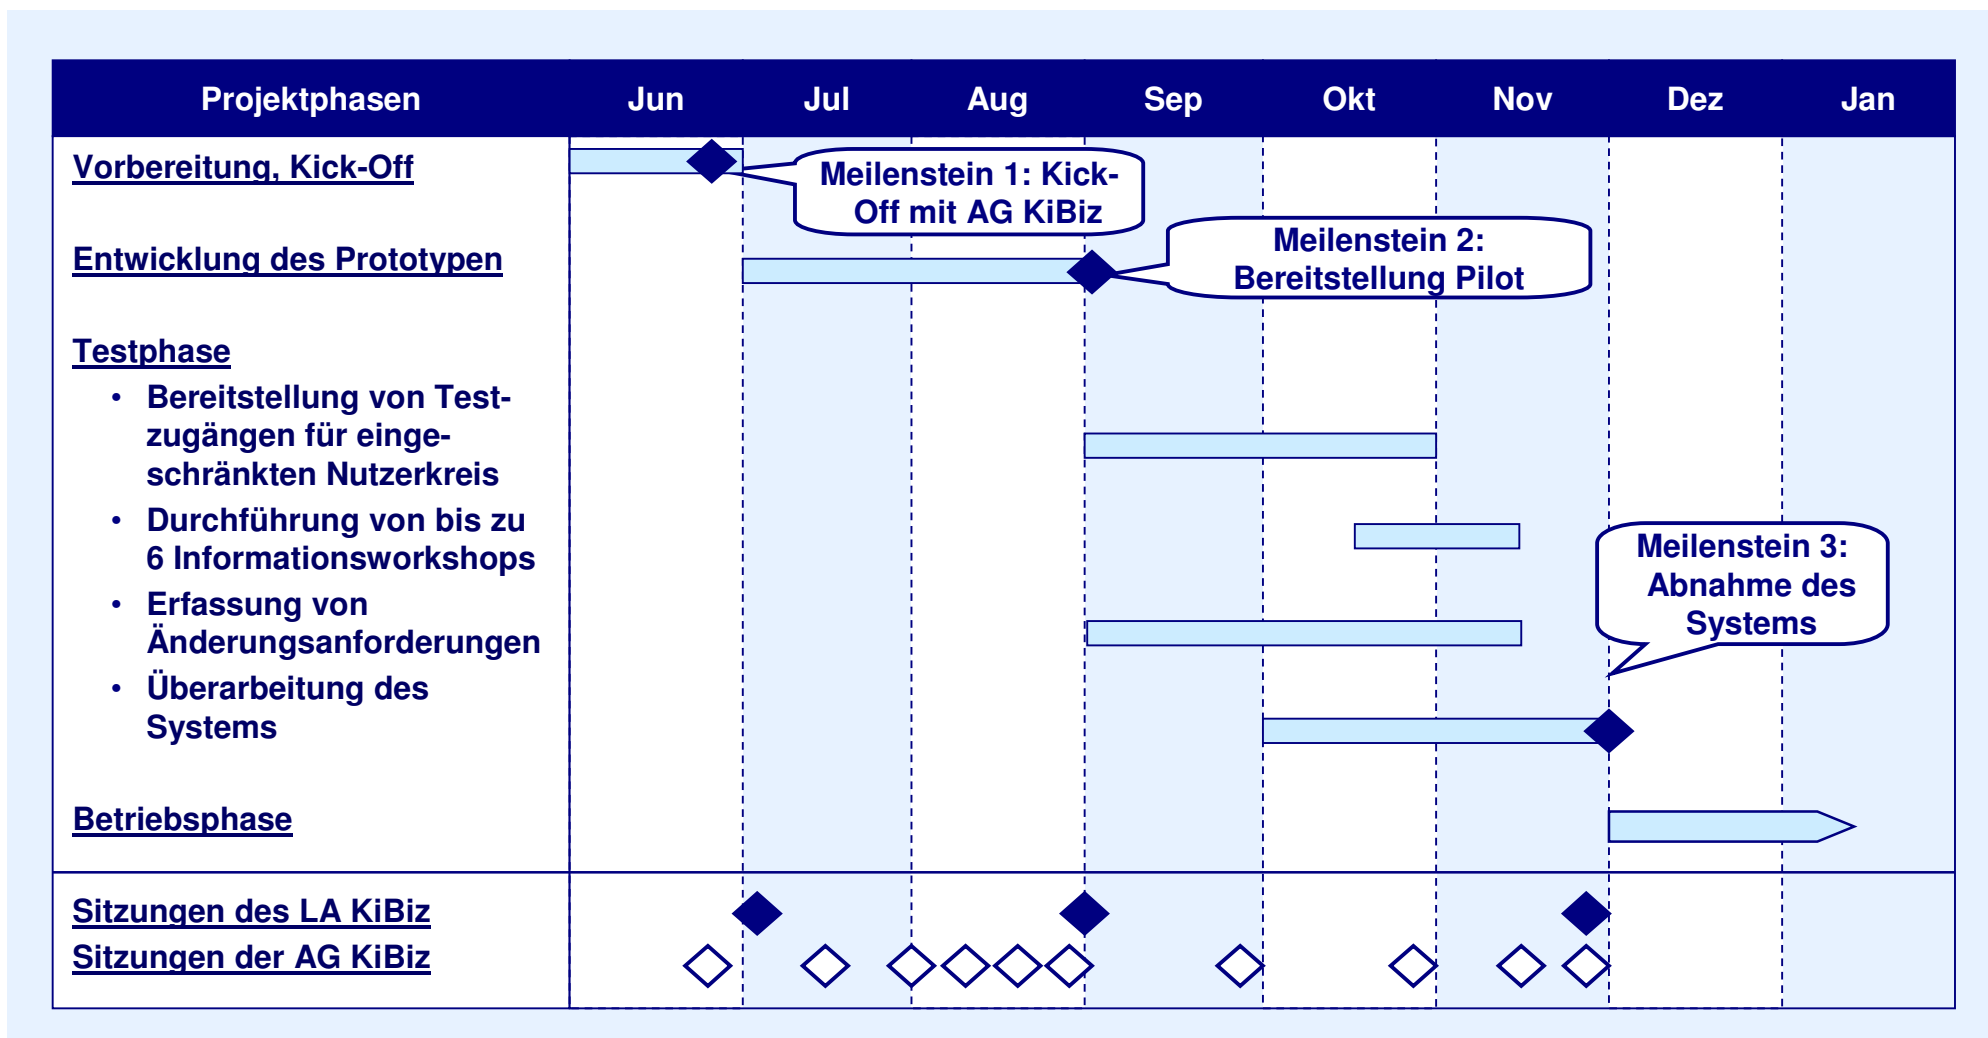 Projektphasen Jun Jul Aug Sep Okt Nov Dez Jan
Vorbereitung, Kick-Off
Meilenstein 1: Kick-
Off mit AG KiBiz
Entwicklung des Prototypen
Meilenstein 2:
Bereitstellung Pilot
Testphase
• Bereitstellung von Test-
zugängen für einge-
schränkten Nutzerkreis
• Durchführung von bis zu
6 Informationsworkshops
Meilenstein 3:
Abnahme des
Systems
• Erfassung von
Änderungsanforderungen
• Überarbeitung des
Systems
Betriebsphase
Sitzungen des LA KiBiz
Sitzungen der AG KiBiz